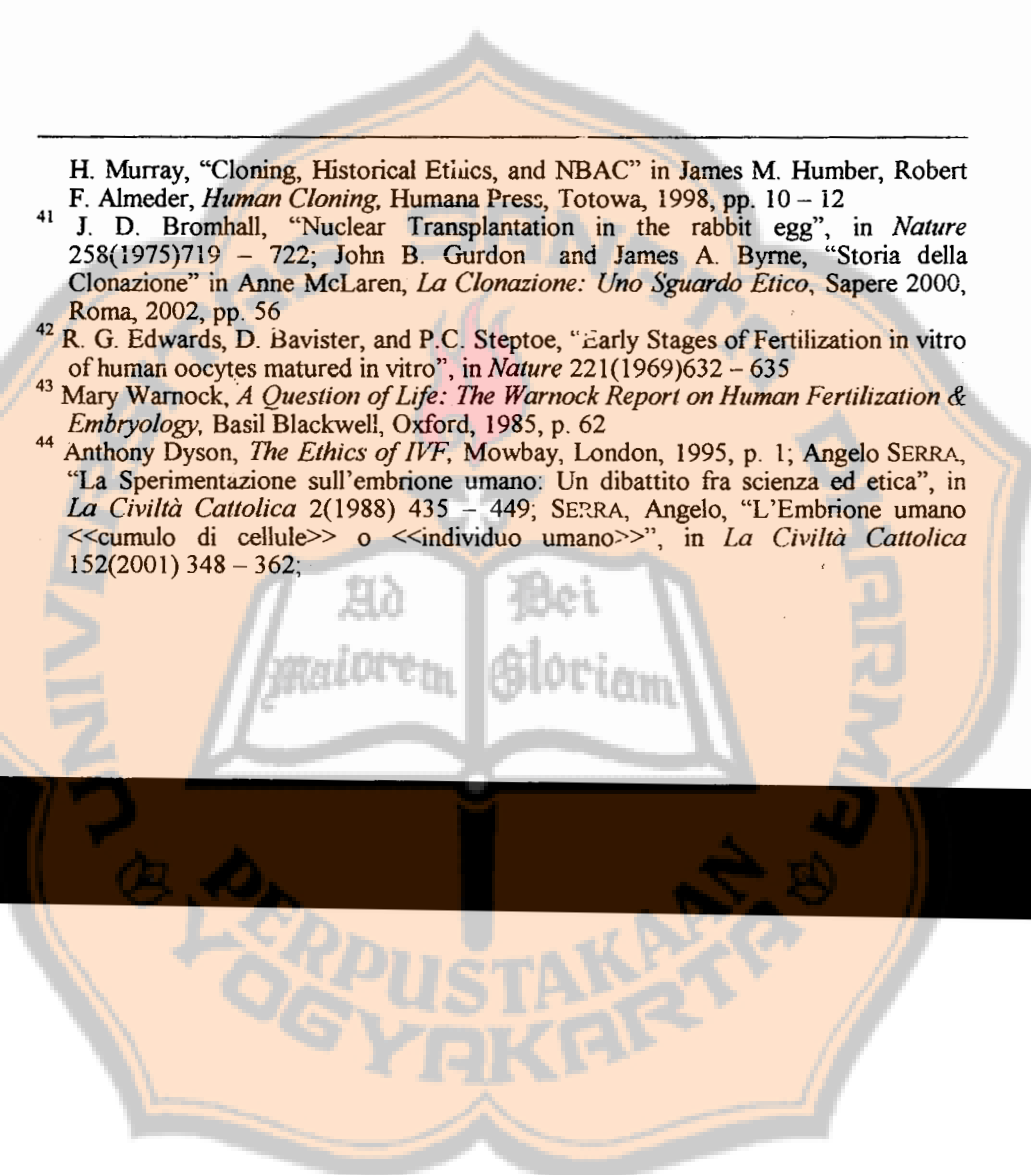 H. Murray, “Cloning, Historical Ethics, and NBAC” in James M. Humber, Robert
F. Almeder, Human Cloning, Humana Press, Totowa, 1998, pp. 10 – 12
41 J. D. Bromhall, “Nuclear Transplantation in the rabbit egg”, in Nature
258(1975)719 – 722; John B. Gurdon and James A. Byrne, “Storia della
Clonazione” in Anne McLaren, La Clonazione: Uno Sguardo Etico, Sapere 2000,
Roma, 2002, pp. 56
42 R. G. Edwards, D. Bavister, and P.C. Steptoe, “Early Stages of Fertilization in vitro
of human oocytes matured in vitro”, in Nature 221(1969)632 – 635
43 Mary Warnock, A Question of Life: The Warnock Report on Human Fertilization &
Embryology, Basil Blackwell, Oxford, 1985, p. 62
44 Anthony Dyson, The Ethics of IVF, Mowbay, London, 1995, p. 1; Angelo SERRA,
“La Sperimentazione sull’embrione umano: Un dibattito fra scienza ed etica”, in
La Civiltà Cattolica 2(1988) 435 – 449; SERRA, Angelo, “L’Embrione umano
<<cumulo di cellule>> o <<individuo umano>>”, in La Civiltà Cattolica
152(2001) 348 – 362;
UNIVERSITAS SANATA DHARMA
Ad Dei
maiorem Gloriam
PERPUSTAKAAN
YOGYAKARTA